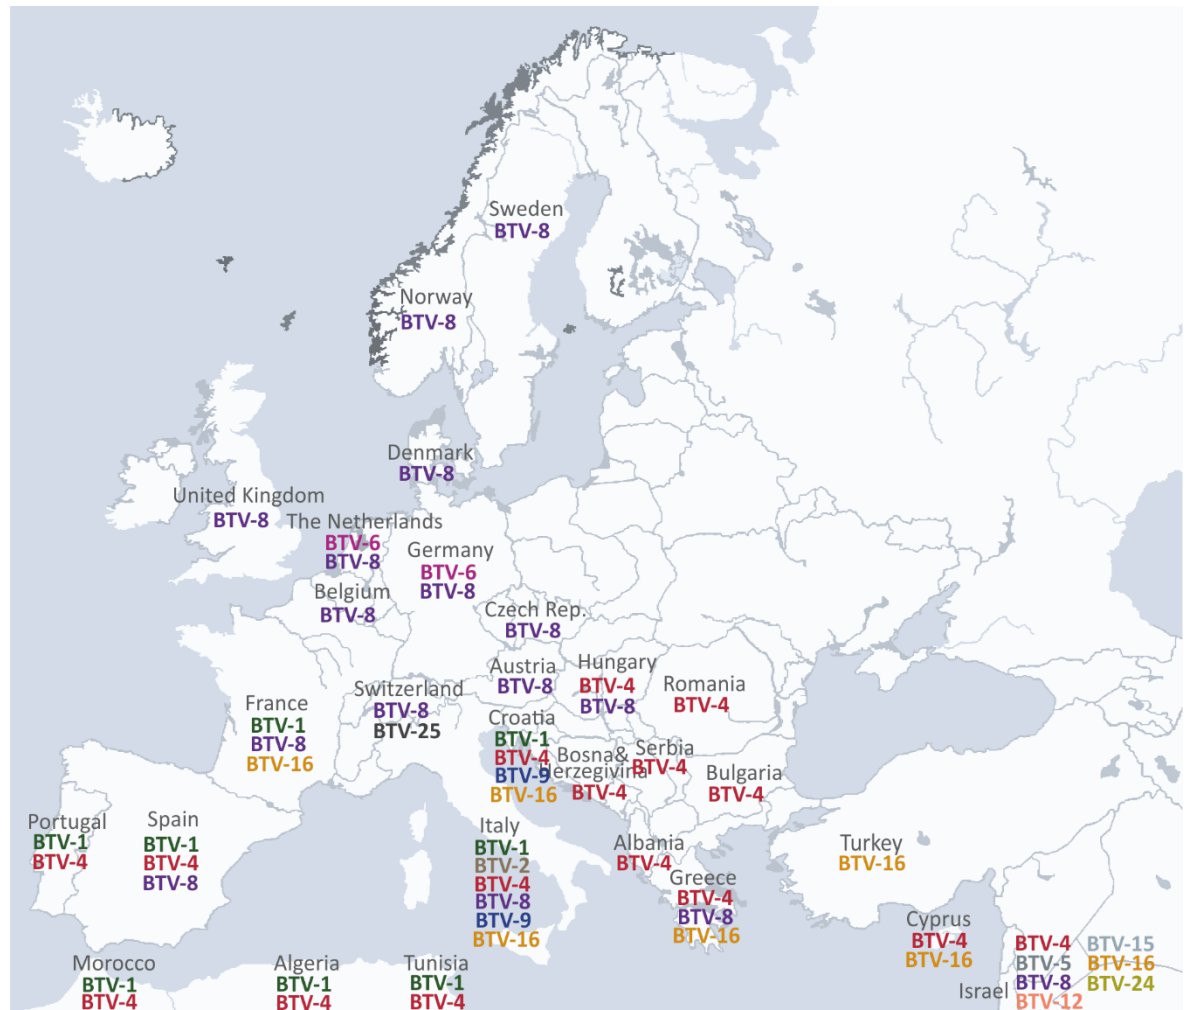 Sweden
BTV-8
Norway
BTV-8
Denmark
BTV-8
United Kingdom
BTV-8
The Netherlands
BTV-6
BTV-8
Germany
BTV-6
BTV-8
Belgium
BTV-8
Czech Rep.
BTV-8
Austria
BTV-8
Hungary
BTV-4
BTV-8
Romania
BTV-4
Switzerland
BTV-8
BTV-25
France
BTV-1
BTV-8
BTV-16
Croatia
BTV-1
BTV-4
BTV-9
BTV-16
Bosna&
Herzegivina
BTV-4
Serbia
BTV-4
Bulgaria
BTV-4
Portugal
BTV-1
BTV-4
Spain
BTV-1
BTV-4
BTV-8
Italy
BTV-1
BTV-2
BTV-4
BTV-8
BTV-9
BTV-16
Albania
BTV-4
Greece
BTV-4
BTV-8
BTV-16
Turkey
BTV-16
Cyprus
BTV-4
BTV-16
Morocco
BTV-1
BTV-4
Algeria
BTV-1
BTV-4
Tunisia
BTV-1
BTV-4
Israel
BTV-4
BTV-5
BTV-8
BTV-12
BTV-15
BTV-16
BTV-24